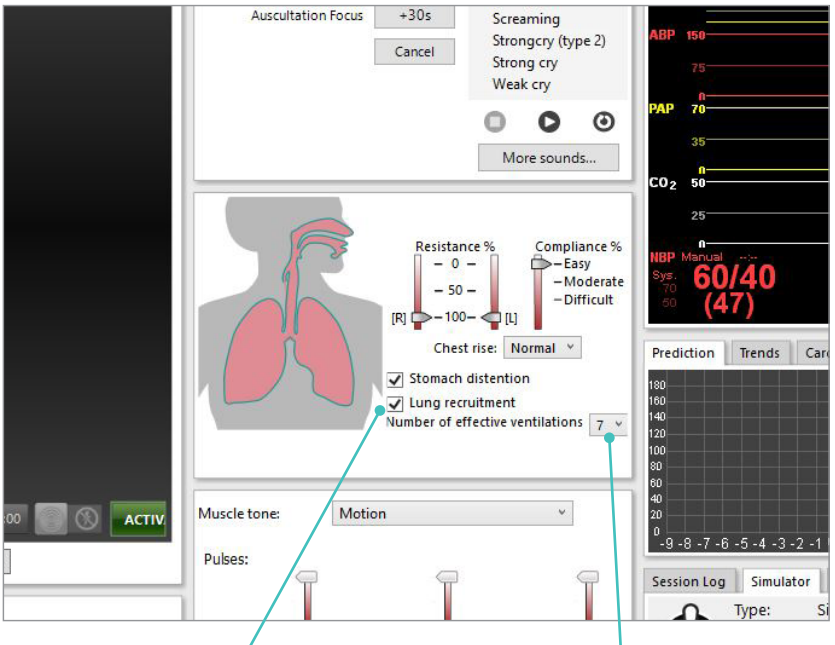 Auscultation Focus
+30s
Cancel
Screaming
Strongcry (type 2)
Strong cry
Weak cry
More sounds...
Resistance %
0
50
100
[R]
[L]
Compliance %
Easy
Moderate
Difficult
Chest rise: Normal
Stomach distention
Lung recruitment
Number of effective ventilations 7
:00
ACTIV
Muscle tone: Motion
Pulses:
ABP 150
75
0
PAP 70
35
0
CO2 50
25
0
NBP Manual --:--
Sys. 60/40
70
50 (47)
Prediction Trends Car
180
160
140
120
100
80
60
40
20
0
-9 -8 -7 -6 -5 -4 -3 -2 -1
Session Log Simulator
Type: Si